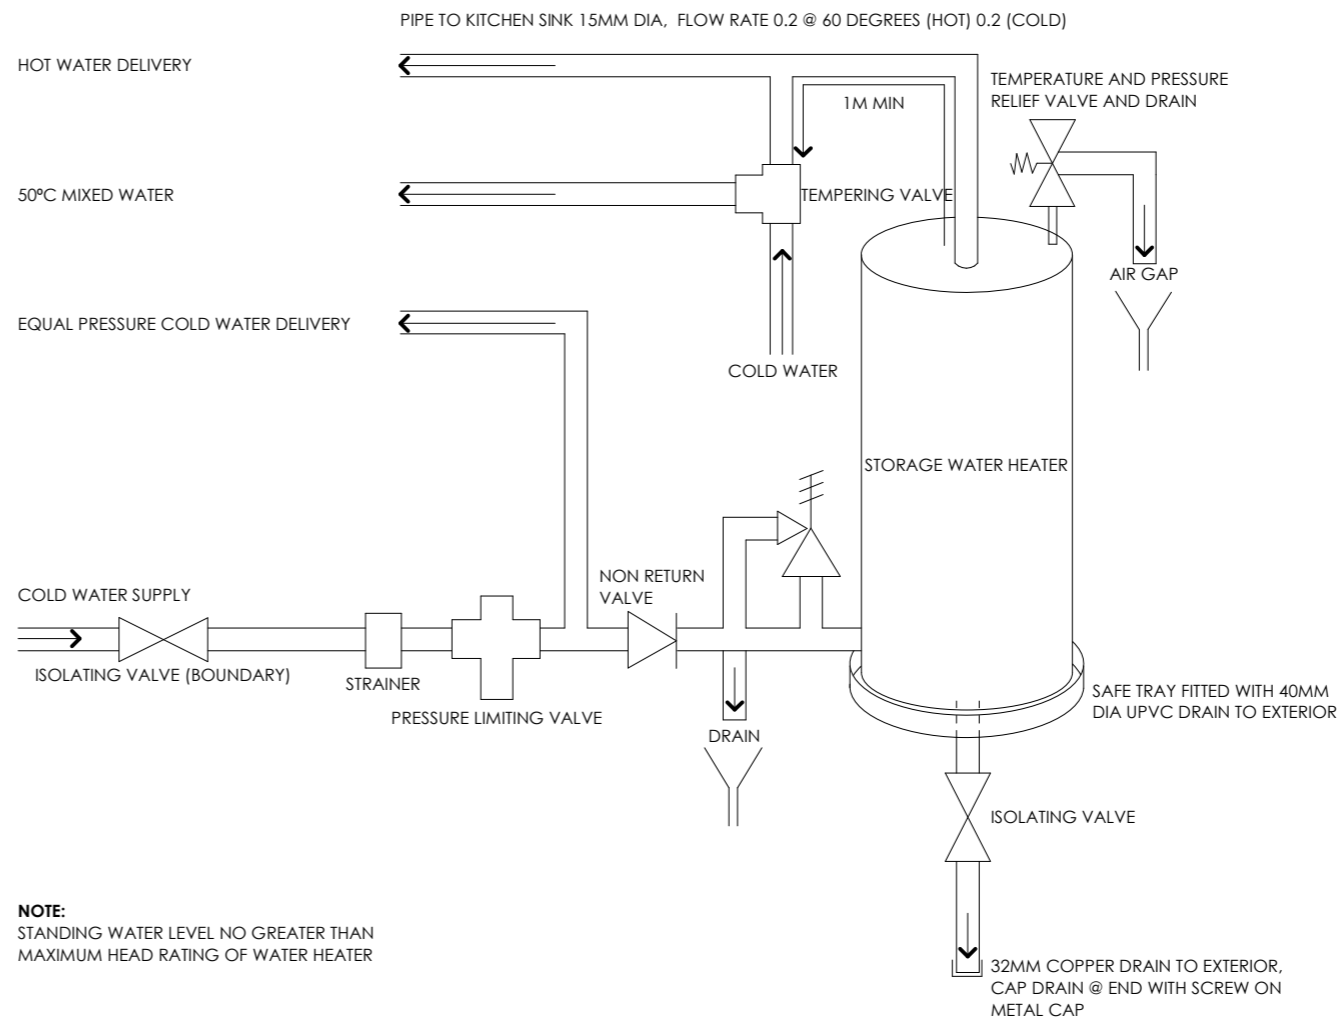 PIPE TO KITCHEN SINK 15MM DIA, FLOW RATE 0.2 @ 60 DEGREES (HOT) 0.2 (COLD)
HOT WATER DELIVERY
TEMPERATURE AND PRESSURE
RELIEF VALVE AND DRAIN
1M MIN
50ºC MIXED WATER
TEMPERING VALVE
AIR GAP
EQUAL PRESSURE COLD WATER DELIVERY
COLD WATER
STORAGE WATER HEATER
NON RETURN
VALVE
COLD WATER SUPPLY
ISOLATING VALVE (BOUNDARY)
STRAINER
PRESSURE LIMITING VALVE
SAFE TRAY FITTED WITH 40MM
DIA UPVC DRAIN TO EXTERIOR
DRAIN
ISOLATING VALVE
NOTE:
STANDING WATER LEVEL NO GREATER THAN
MAXIMUM HEAD RATING OF WATER HEATER
32MM COPPER DRAIN TO EXTERIOR,
CAP DRAIN @ END WITH SCREW ON
METAL CAP